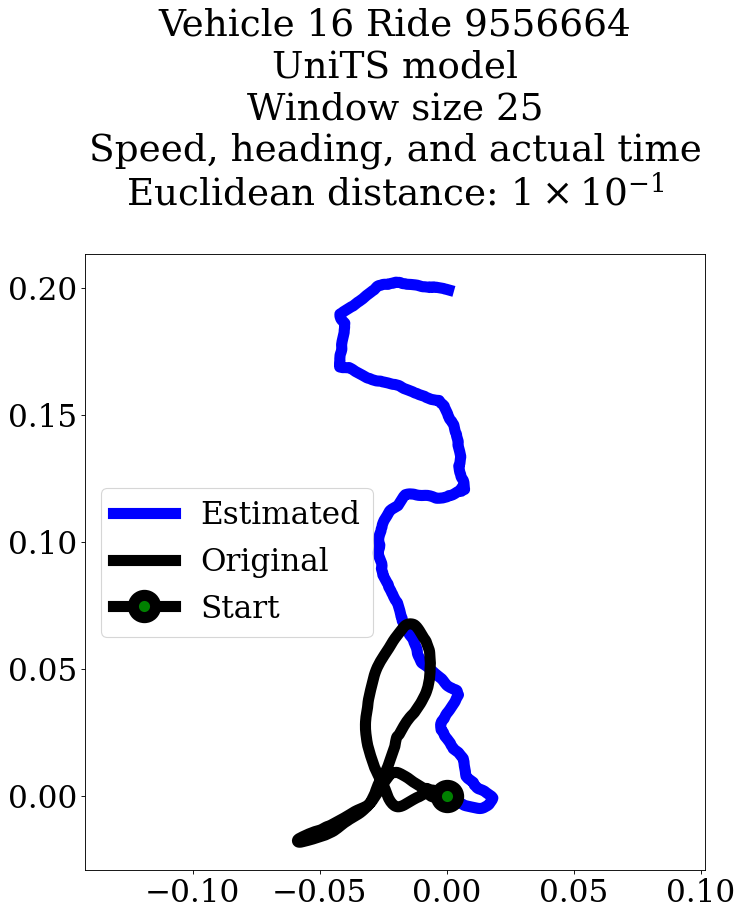 Vehicle 16 Ride 9556664
UniTS model
Window size 25
Speed, heading, and actual time
Euclidean distance: 1 × 10⁻¹
0.20
0.15
0.10
0.05
0.00
Estimated
Original
Start
−0.10 −0.05 0.00 0.05 0.10